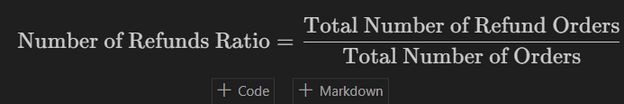 Number of Refunds Ratio = Total Number of Refund Orders / Total Number of Orders
+ Code + Markdown